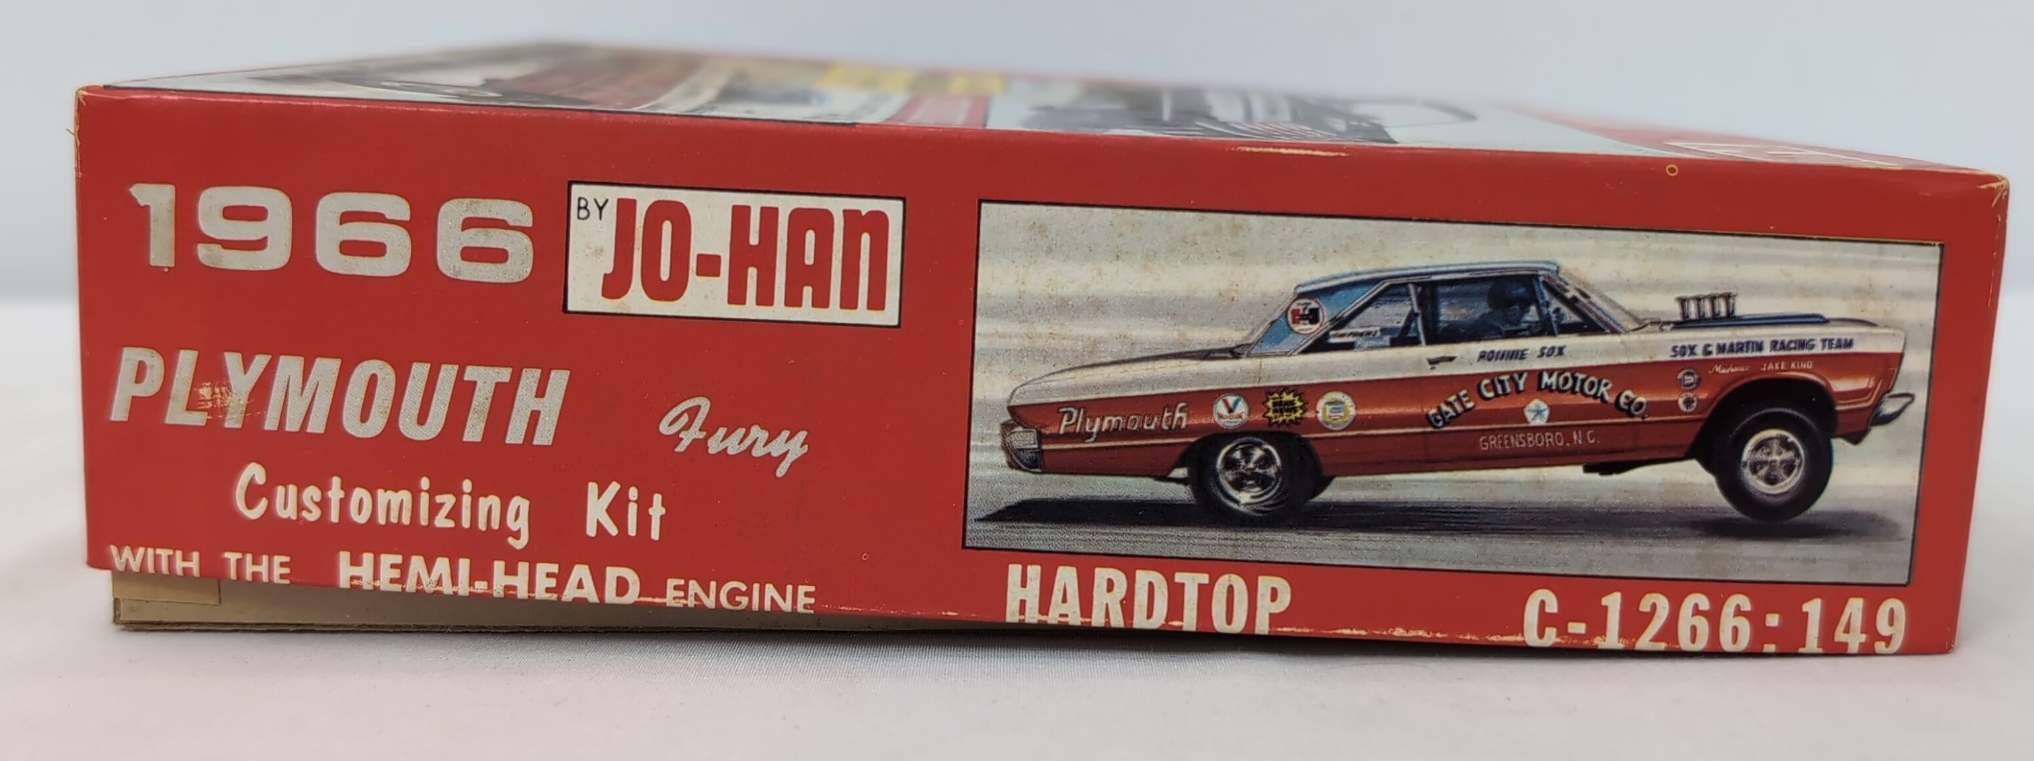 1966
BY JO-HAN
PLYMOUTH Fury
Customizing Kit
WITH THE HEMI-HEAD ENGINE
RONNIE SOX
SOX & MARTIN RACING TEAM
JAKE KING
Plymouth
GATE CITY MOTOR CO.
GREENSBORO, N.C.
HARDTOP
C-1266:149